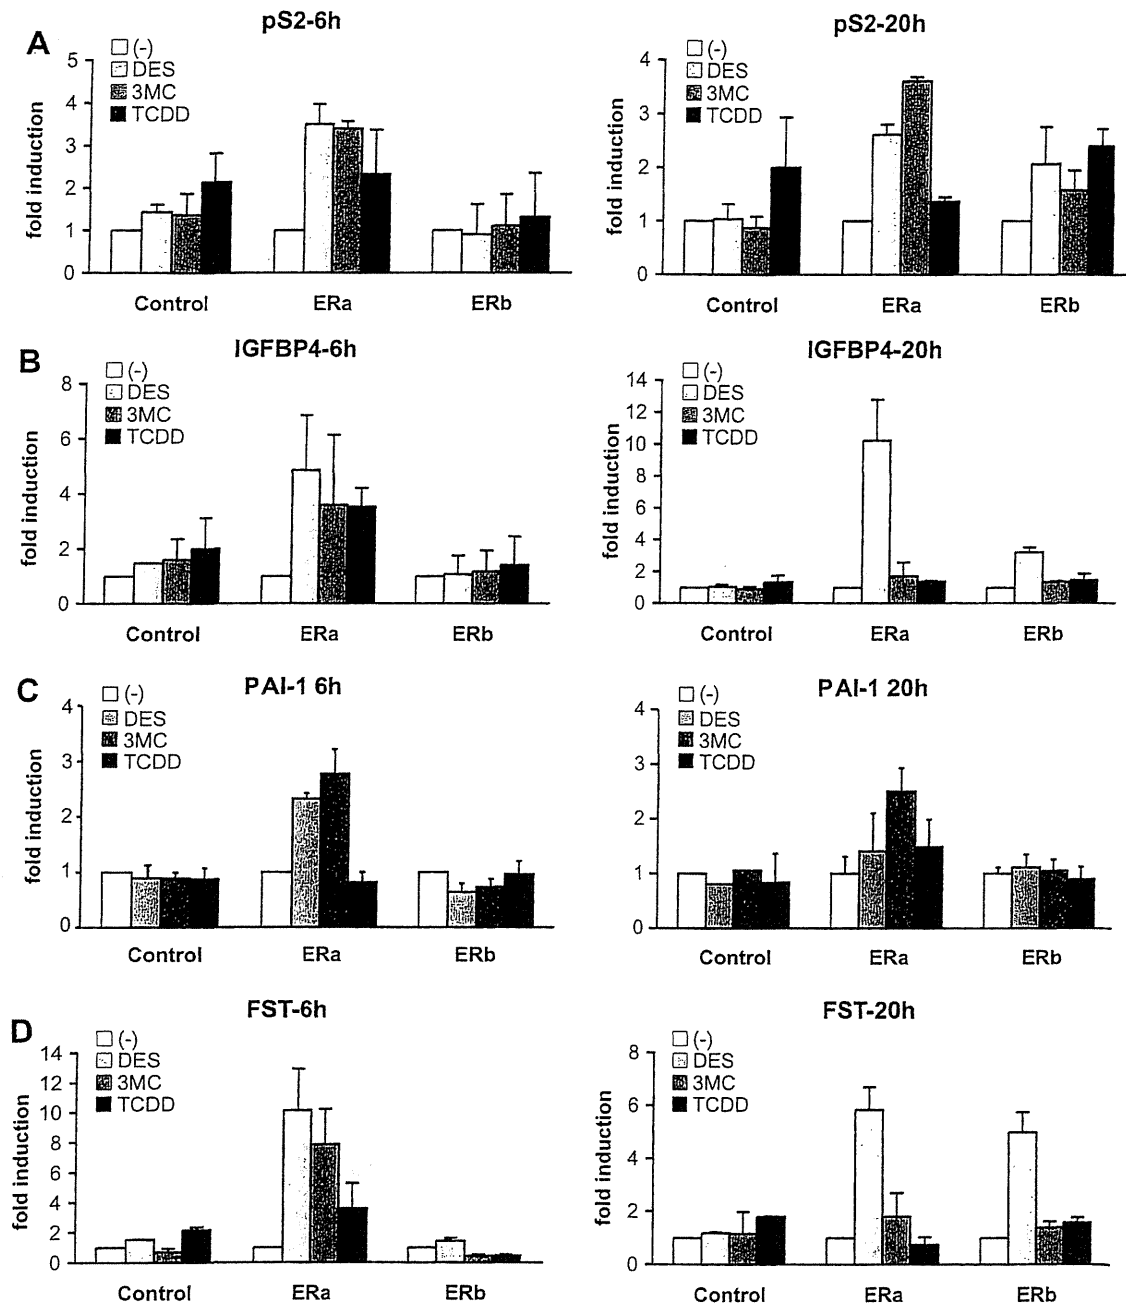 A
pS2-6h
(-)
DES
3MC
TCDD
fold induction
5
4
3
2
1
0
Control ERa ERb
pS2-20h
(-)
DES
3MC
TCDD
fold induction
4
3
2
1
0
Control ERa ERb
B
IGFBP4-6h
(-)
DES
3MC
TCDD
fold induction
8
6
4
2
0
Control ERa ERb
IGFBP4-20h
(-)
DES
3MC
TCDD
fold induction
14
12
10
8
6
4
2
0
Control ERa ERb
C
PAI-1 6h
(-)
DES
3MC
TCDD
fold induction
4
3
2
1
0
Control ERa ERb
PAI-1 20h
(-)
DES
3MC
TCDD
fold induction
4
3
2
1
0
Control ERa ERb
D
FST-6h
(-)
DES
3MC
TCDD
fold induction
14
12
10
8
6
4
2
0
Control ERa ERb
FST-20h
(-)
DES
3MC
TCDD
fold induction
8
6
4
2
0
Control ERa ERb